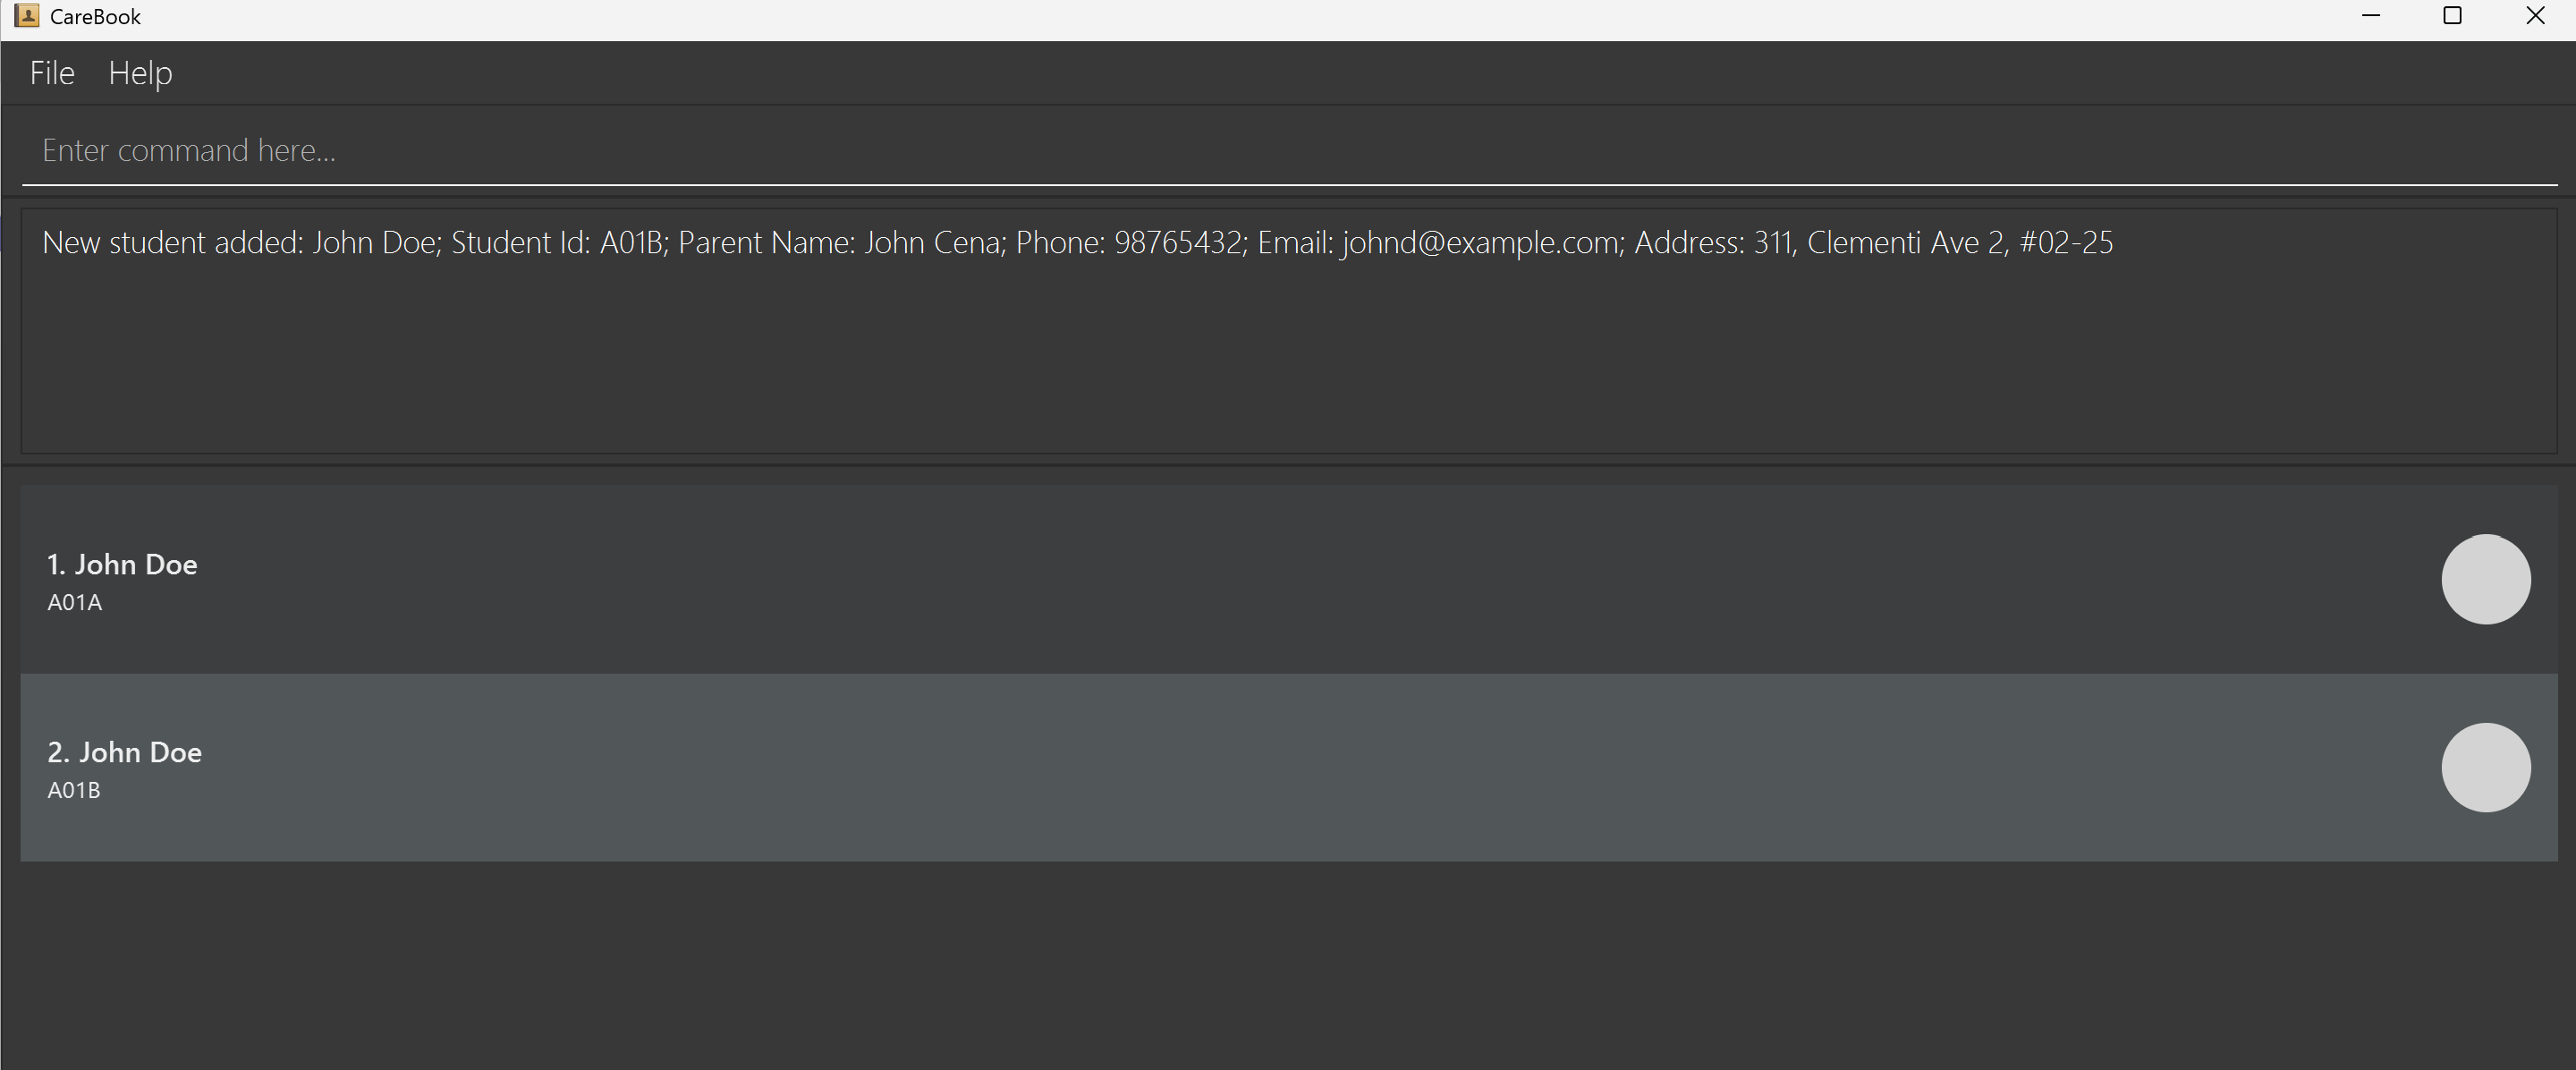 CareBook
File Help
Enter command here...
New student added: John Doe; Student Id: A01B; Parent Name: John Cena; Phone: 98765432; Email: johnd@example.com; Address: 311, Clementi Ave 2, #02-25
1. John Doe
A01A
2. John Doe
A01B